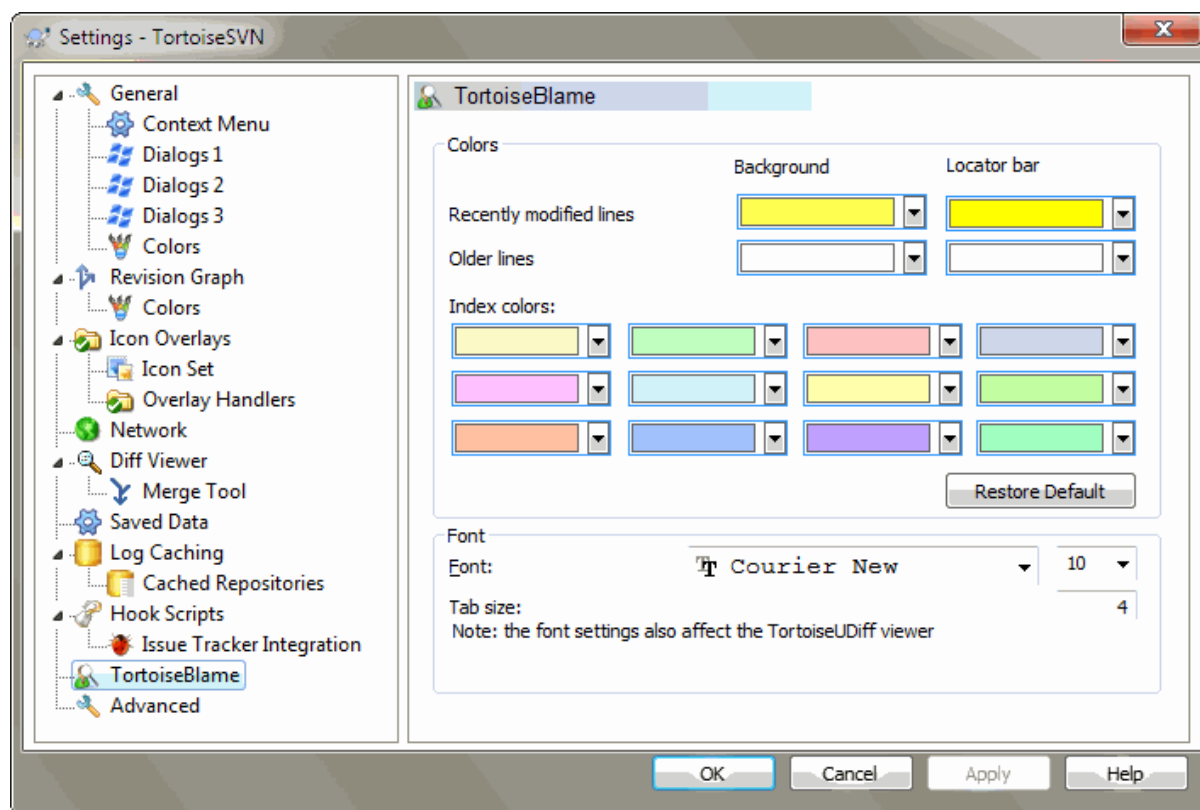 Settings - TortoiseSVN
General
Context Menu
Dialogs 1
Dialogs 2
Dialogs 3
Colors
Revision Graph
Colors
Icon Overlays
Icon Set
Overlay Handlers
Network
Diff Viewer
Merge Tool
Saved Data
Log Caching
Cached Repositories
Hook Scripts
Issue Tracker Integration
TortoiseBlame
Advanced
TortoiseBlame
Colors
Background Locator bar
Recently modified lines
Older lines
Index colors:
Restore Default
Font
Font: Courier New 10
Tab size: 4
Note: the font settings also affect the TortoiseUDiff viewer
OK Cancel Apply Help